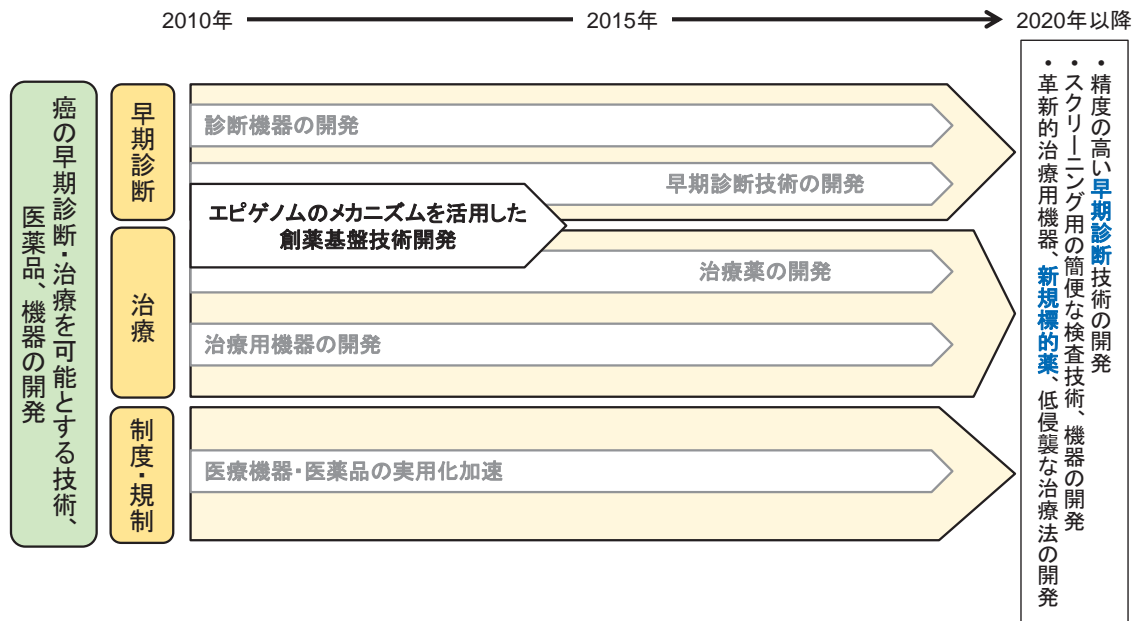 2010年
2015年
2020年以降
癌の早期診断・治療を可能とする技術、
医薬品、機器の開発
早期診断
診断機器の開発
早期診断技術の開発
エピゲノムのメカニズムを活用した
創薬基盤技術開発
治療
治療薬の開発
治療用機器の開発
制度・規制
医療機器・医薬品の実用化加速
・精度の高い早期診断技術の開発
・スクリーニング用の簡便な検査技術、機器の開発
・革新的治療用機器、新規標的薬、低侵襲な治療法の開発